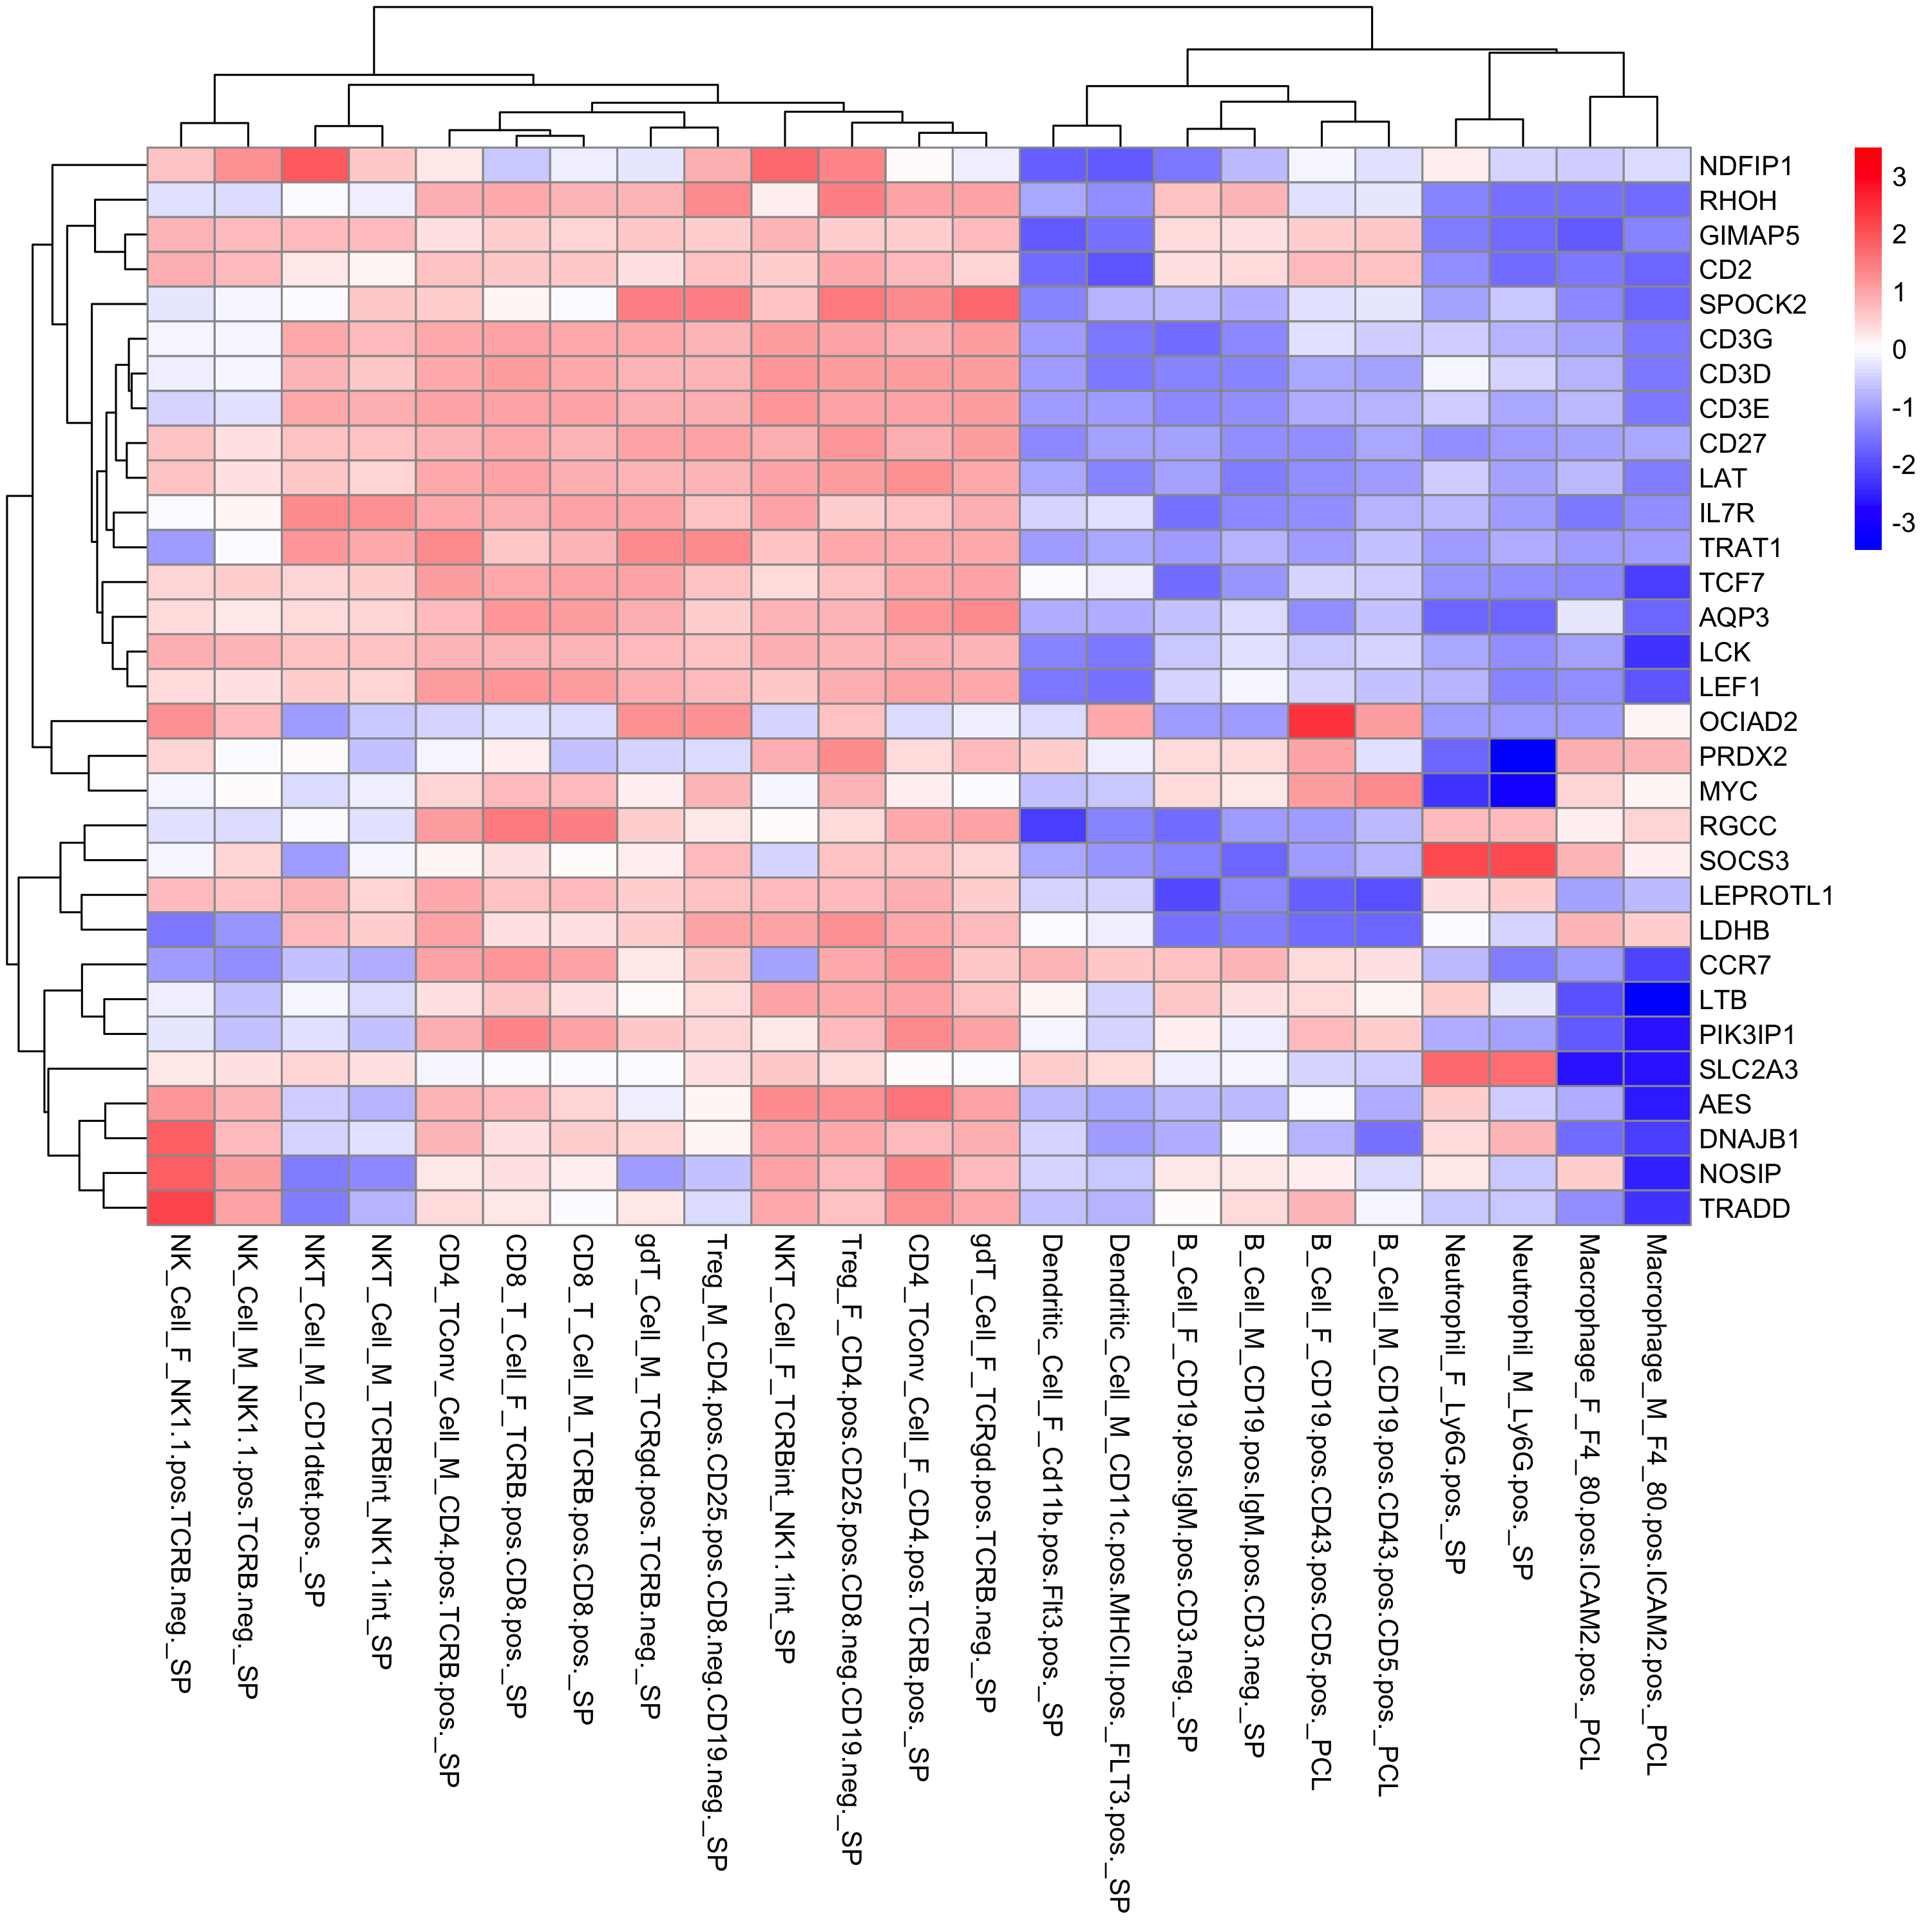 NDFIP1
RHOH
GIMAP5
CD2
SPOCK2
CD3G
CD3D
CD3E
CD27
LAT
IL7R
TRAT1
TCF7
AQP3
LCK
LEF1
OCIAD2
PRDX2
MYC
RGCC
SOCS3
LEPROTL1
LDHB
CCR7
LTB
PIK3IP1
SLC2A3
AES
DNAJB1
NOSIP
TRADD
3
2
1
0
-1
-2
-3
NK_Cell_F_NK1.1.pos.TCRB.neg._SP
NK_Cell_M_NK1.1.pos.TCRB.neg._SP
NKT_Cell_M_CD1dtet.pos._SP
NKT_Cell_M_TCRBint_NK1.1int_SP
CD4_TConv_Cell_M_CD4.pos.TCRB.pos._SP
CD8_T_Cell_F_TCRB.pos.CD8.pos._SP
CD8_T_Cell_M_TCRB.pos.CD8.pos._SP
gdT_Cell_M_TCRgd.pos.TCRB.neg._SP
Treg_M_CD4.pos.CD25.pos.CD8.neg.CD19.neg._SP
NKT_Cell_F_TCRBint_NK1.1int_SP
Treg_F_CD4.pos.CD25.pos.CD8.neg.CD19.neg._SP
CD4_TConv_Cell_F_CD4.pos.TCRB.pos._SP
gdT_Cell_F_TCRgd.pos.TCRB.neg._SP
Dendritic_Cell_F_Cd11b.pos.Flt3.pos._SP
Dendritic_Cell_M_CD11c.pos.MHCII.pos._FLT3.pos._SP
B_Cell_F_CD19.pos.IgM.pos.CD3.neg._SP
B_Cell_M_CD19.pos.IgM.pos.CD3.neg._SP
B_Cell_F_CD19.pos.CD43.pos.CD5.pos._PCL
B_Cell_M_CD19.pos.CD43.pos.CD5.pos._PCL
Neutrophil_F_Ly6G.pos._SP
Neutrophil_M_Ly6G.pos._SP
Macrophage_F_F4_80.pos.ICAM2.pos._PCL
Macrophage_M_F4_80.pos.ICAM2.pos._PCL